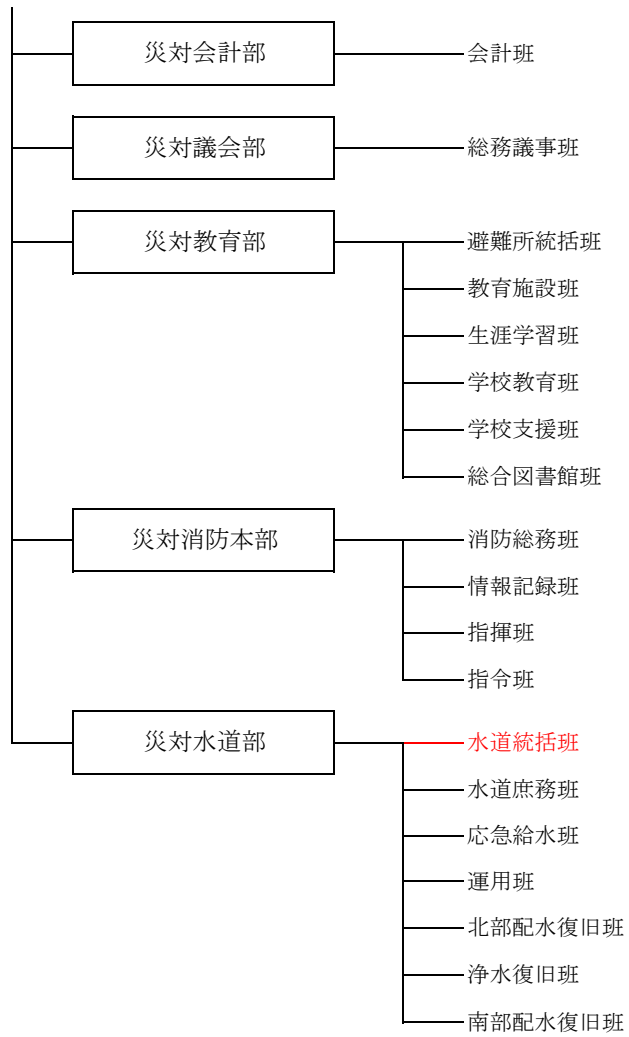 災対会計部
会計班
災対議会部
総務議事班
災対教育部
避難所統括班
教育施設班
生涯学習班
学校教育班
学校支援班
総合図書館班
災対消防本部
消防総務班
情報記録班
指揮班
指令班
災対水道部
水道統括班
水道庶務班
応急給水班
運用班
北部配水復旧班
浄水復旧班
南部配水復旧班